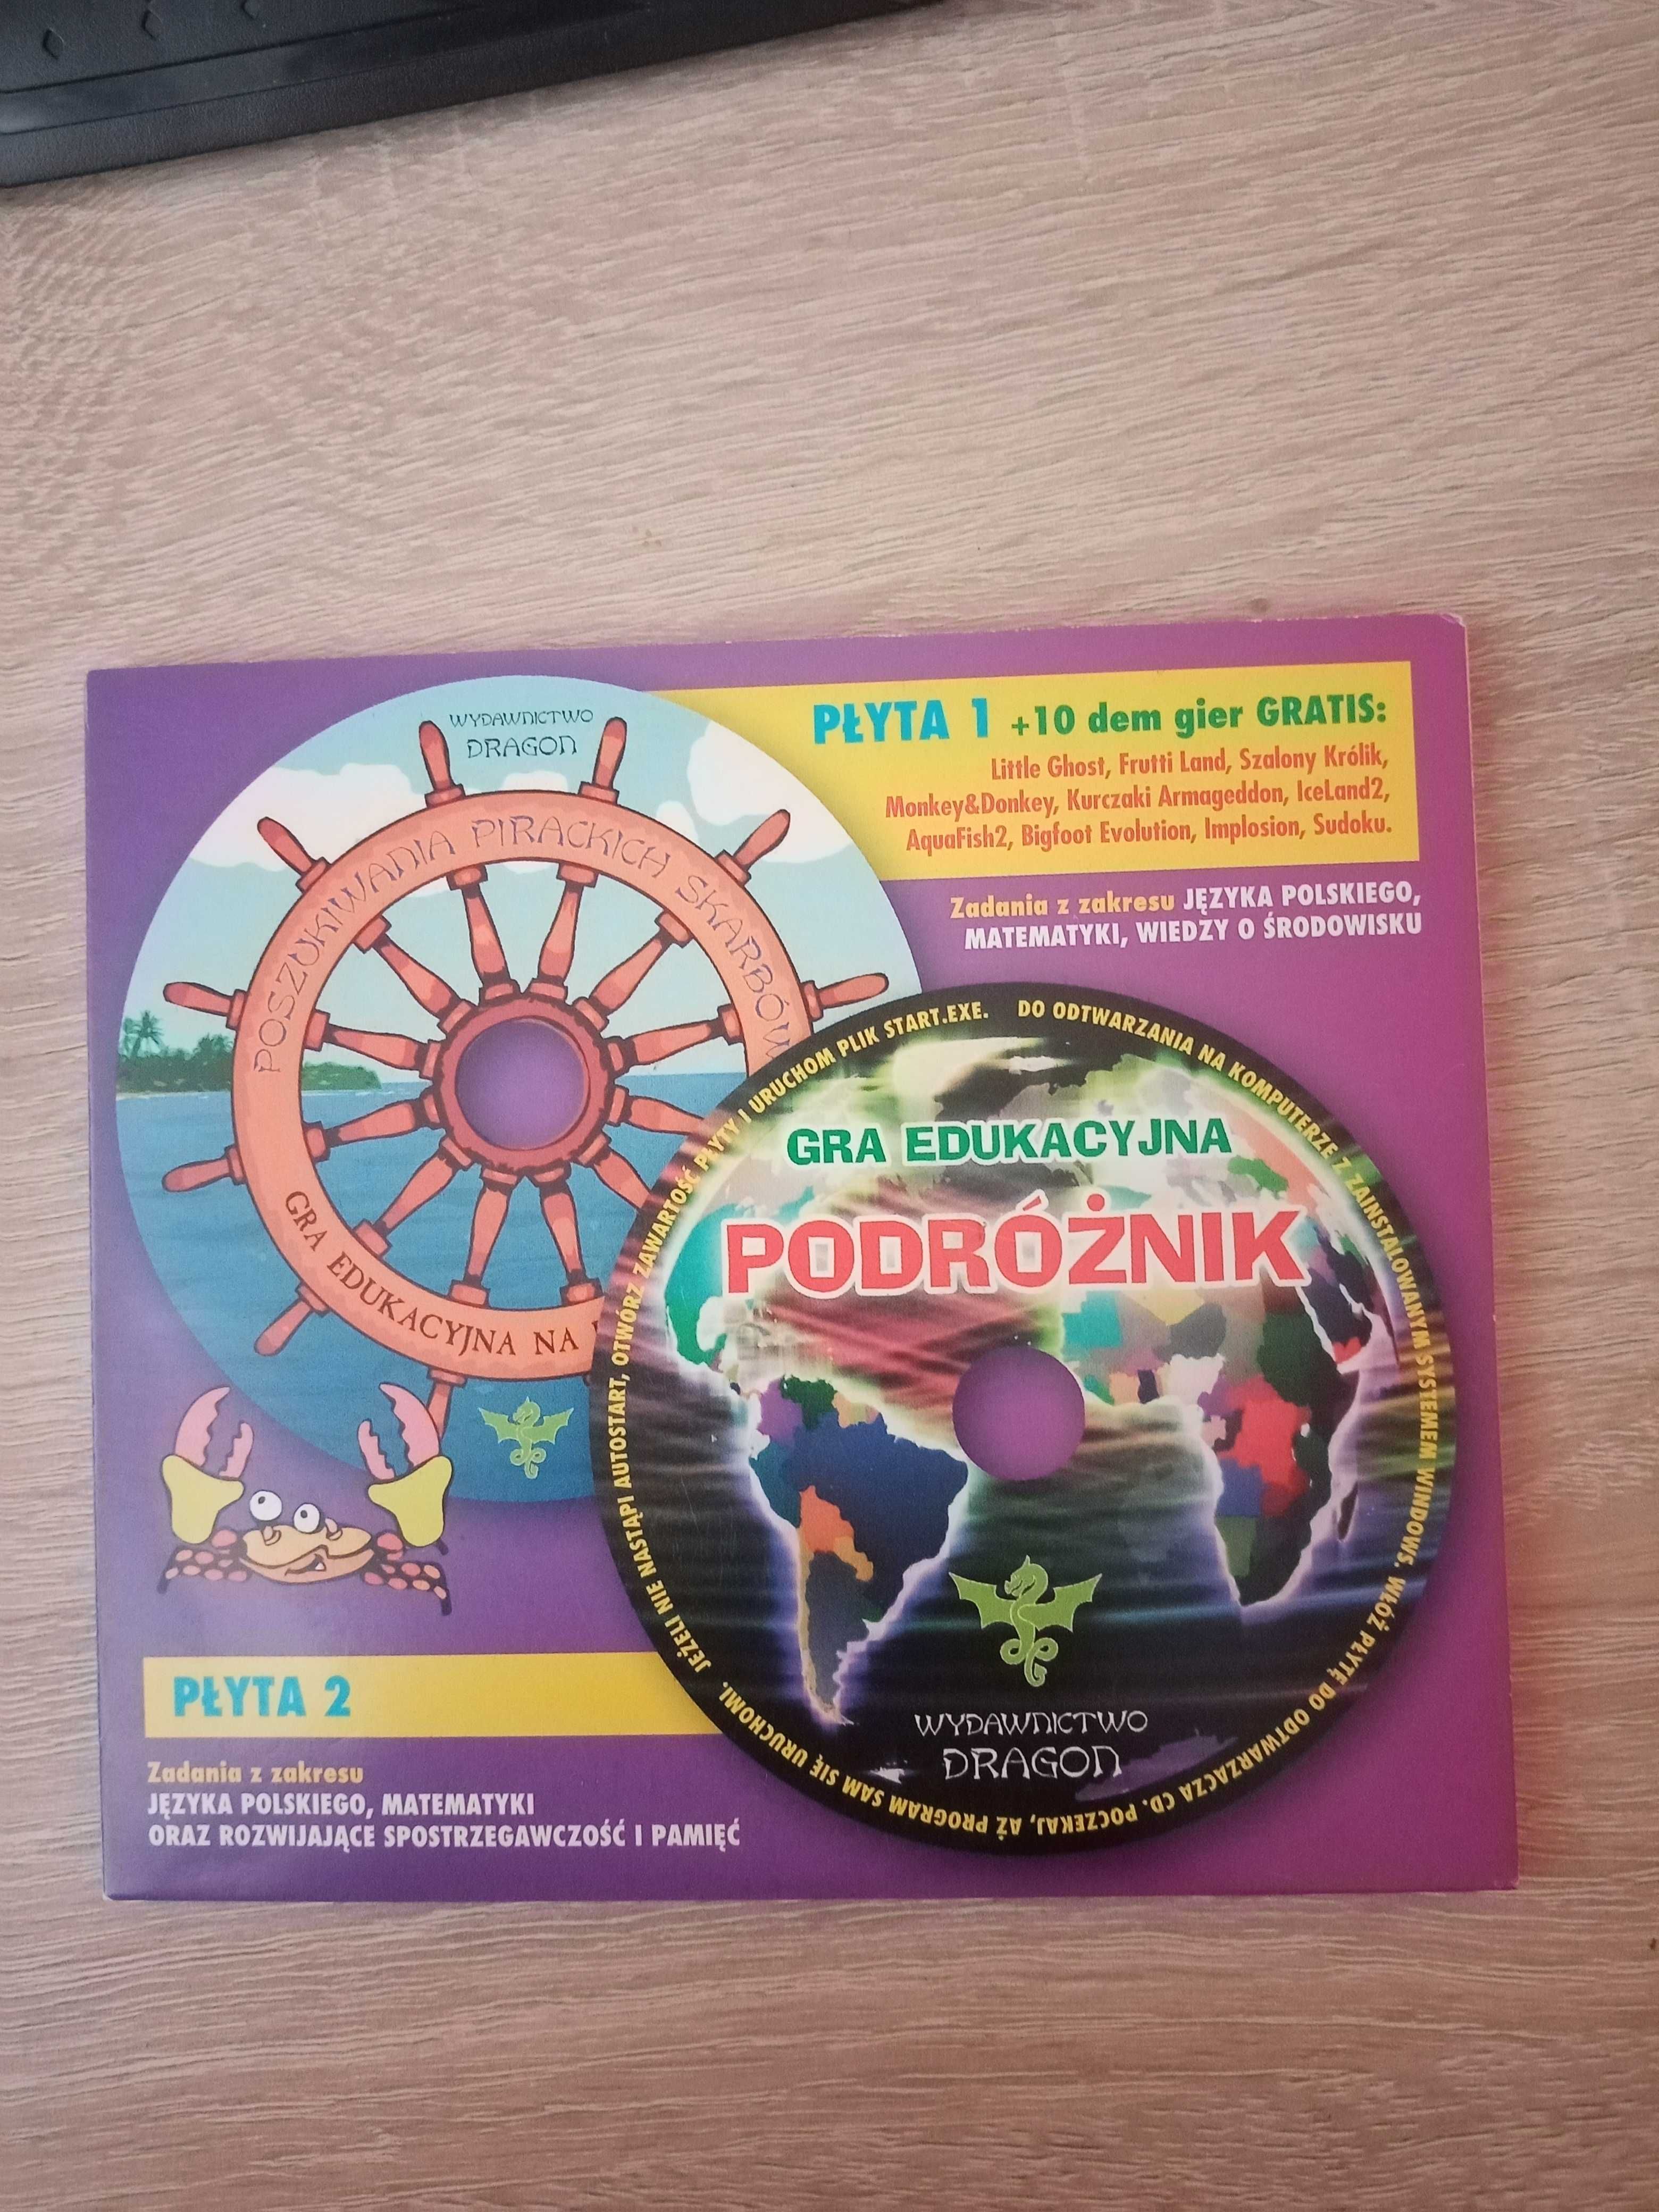 WYDAWNICTWO
DRAGON
POSZUKIWANIA PIRACKICH SKARBÓW
GRA EDUKACYJNA NA
PŁYTA 1 +10 dem gier GRATIS:
Little Ghost, Frutti Land, Szalony Królik,
Monkey&Donkey, Kurczaki Armageddon, IceLand2,
AquaFish2, Bigfoot Evolution, Implosion, Sudoku.
Zadania z zakresu JĘZYKA POLSKIEGO,
MATEMATYKI, WIEDZY O ŚRODOWISKU
DO ODTWARZANIA NA KOMPUTERZE Z ZAINSTALOWANYM SYSTEMEM WINDOWS. WŁÓŻ PŁYTĘ DO ODTWARZACZA CD. POCZEKAJ, AŻ PROGRAM SAM SIĘ URUCHOMI. JEŻELI NIE NASTĄPI AUTOSTART, OTWÓRZ ZAWARTOŚĆ PŁYTY I URUCHOM PLIK START.EXE.
GRA EDUKACYJNA
PODRÓŻNIK
WYDAWNICTWO
DRAGON
PŁYTA 2
Zadania z zakresu
JĘZYKA POLSKIEGO, MATEMATYKI
ORAZ ROZWIJAJĄCE SPOSTRZEGAWCZOŚĆ I PAMIĘĆ